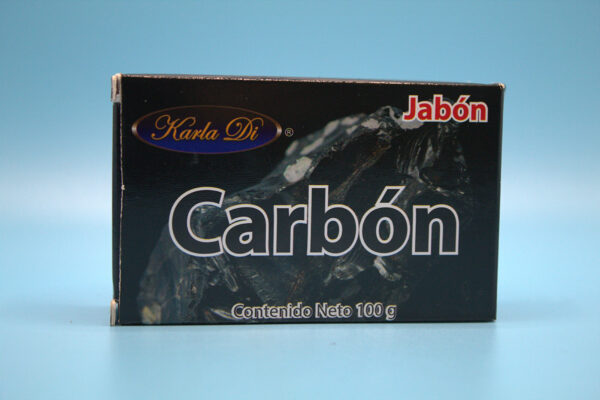 Jabón
Karla Di ®
Carbón
Contenido Neto 100 g